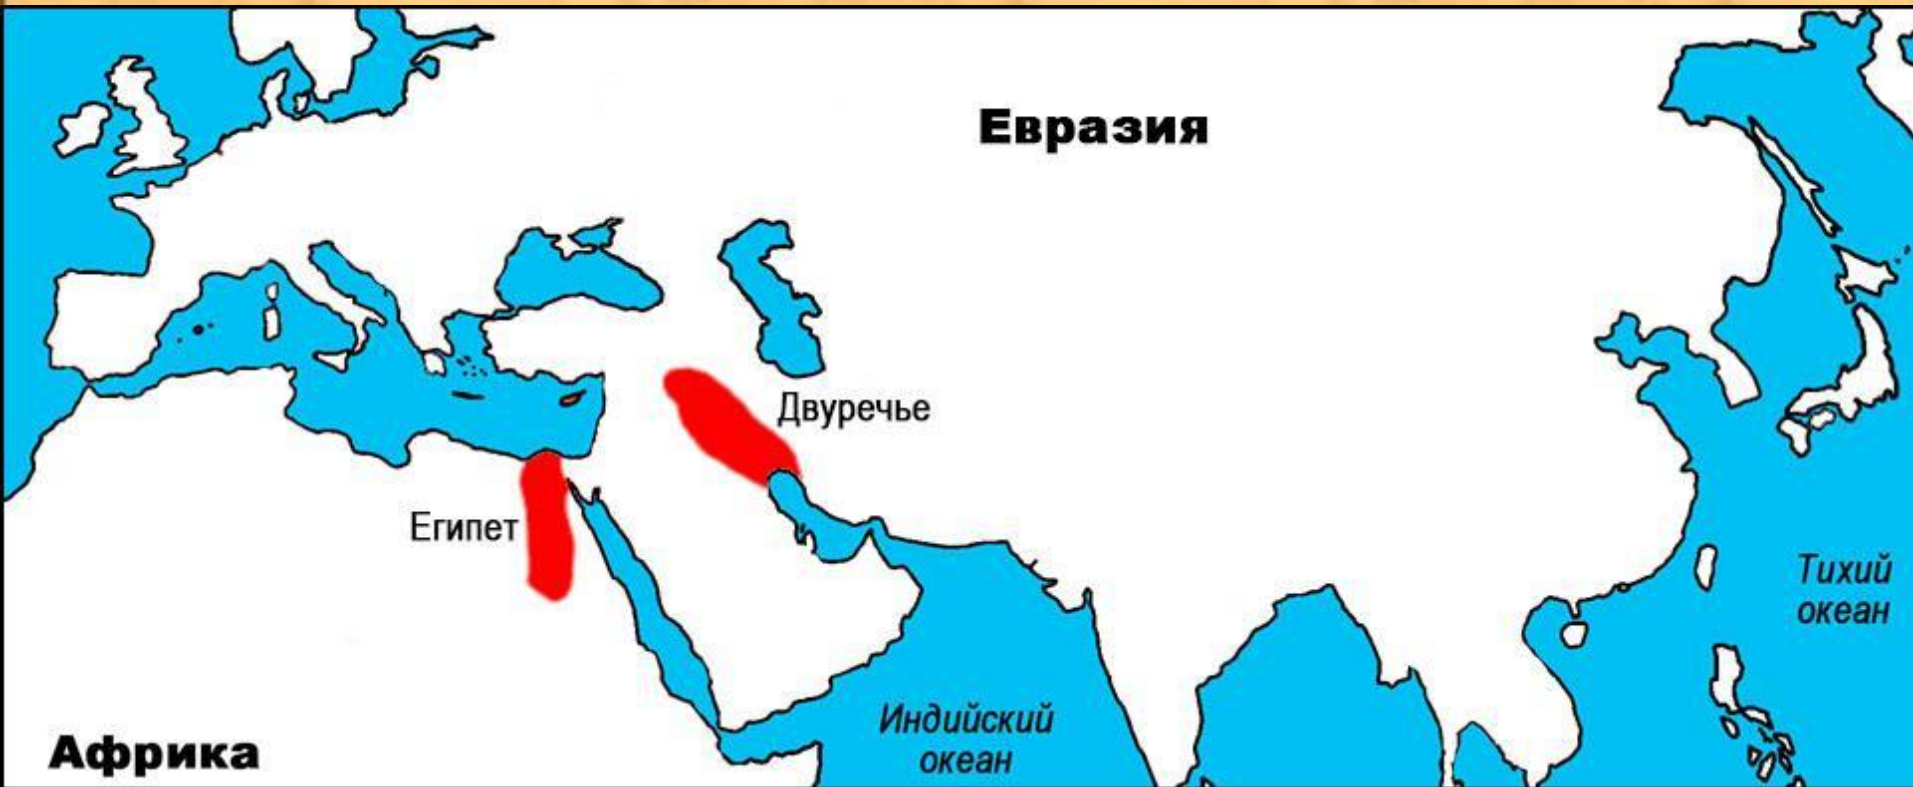 Евразия
Двуречье
Египет
Тихий
океан
Индийский
океан
Африка